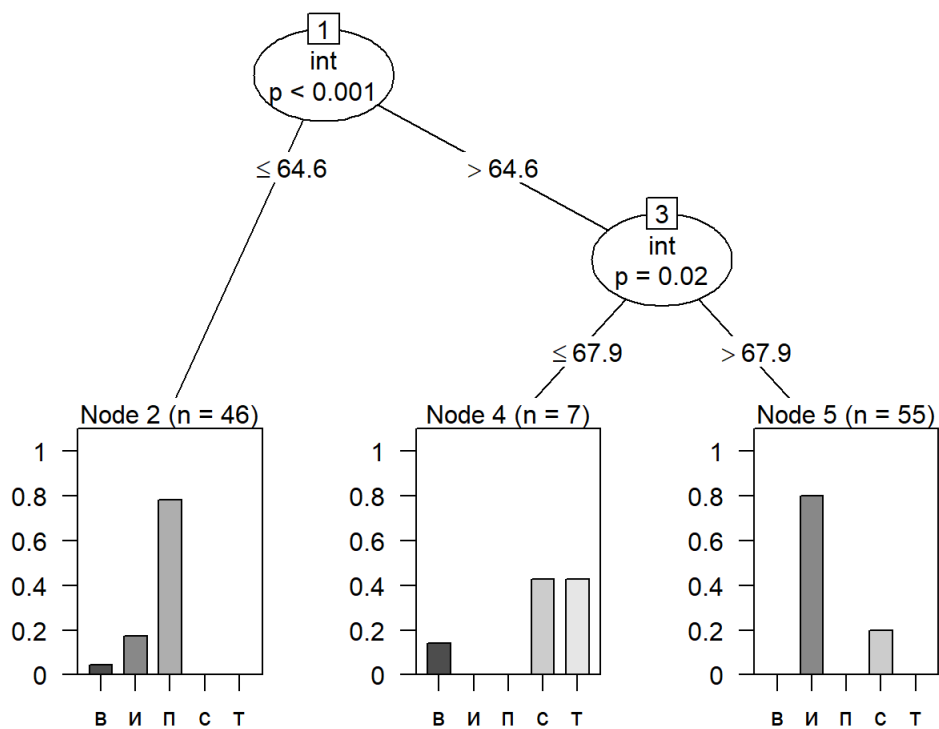 1
int
p < 0.001
≤ 64.6
> 64.6
3
int
p = 0.02
≤ 67.9
> 67.9
Node 2 (n = 46)
1
0.8
0.6
0.4
0.2
0
в и п с т
Node 4 (n = 7)
1
0.8
0.6
0.4
0.2
0
в и п с т
Node 5 (n = 55)
1
0.8
0.6
0.4
0.2
0
в и п с т